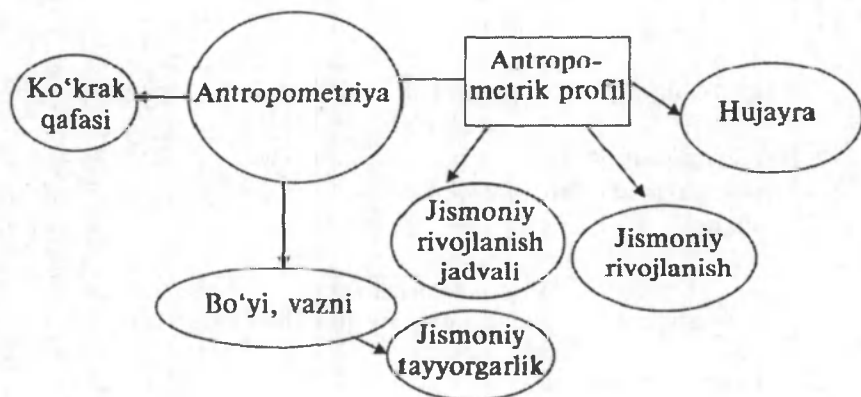 Ko‘krak
qafasi
Antropometriya
Antropo-
metrik profil
Hujayra
Jismoniy
rivojlanish
jadvali
Jismoniy
rivojlanish
Bo‘yi, vazni
Jismoniy
tayyorgarlik